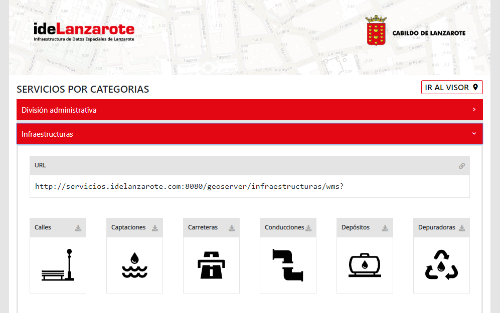 ideLanzarote
Infraestructura de Datos Espaciales de Lanzarote
CABILDO DE LANZAROTE
SERVICIOS POR CATEGORIAS
IR AL VISOR
División administrativa
Infraestructuras
URL
http://servicios.idelanzarote.com:8080/geoserver/infraestructuras/wms?
Calles
Captaciones
Carreteras
Conducciones
Depósitos
Depuradoras